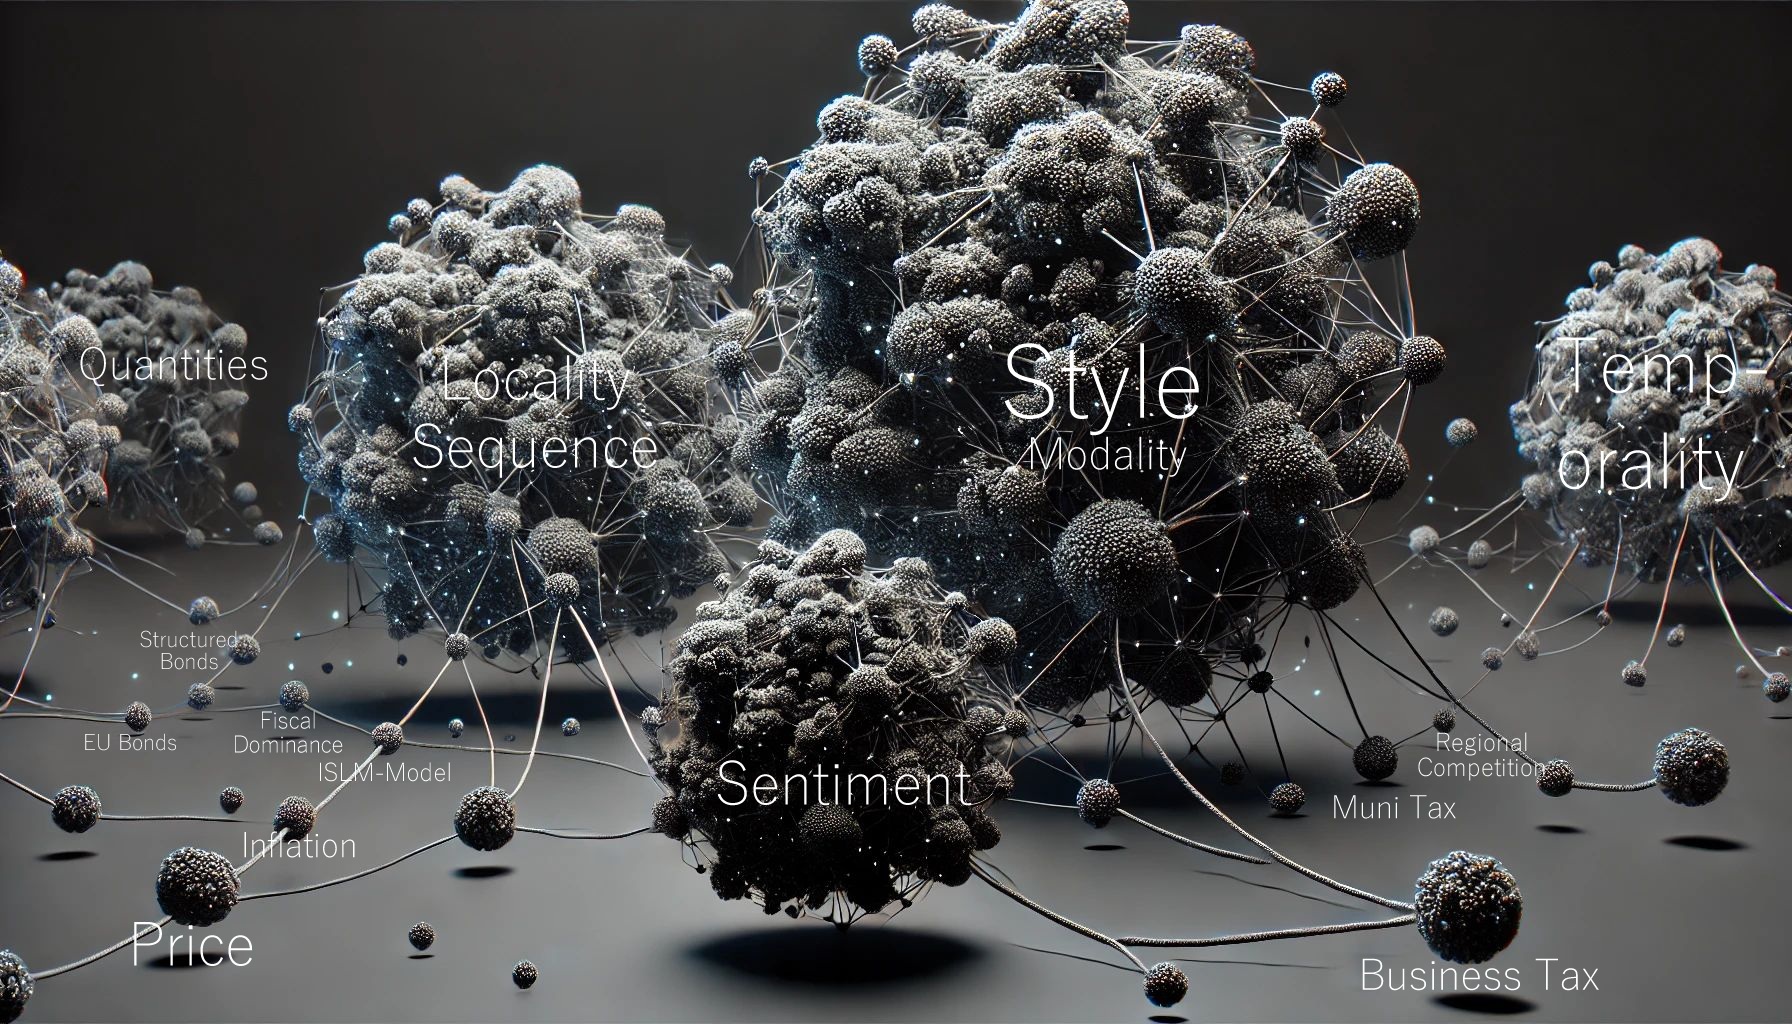 Quantities
Locality
Sequence
Style
Modality
Temp-
orality
Structured
Bonds
EU Bonds
Fiscal
Dominance
ISLM-Model
Inflation
Price
Sentiment
Regional
Competition
Muni Tax
Business Tax